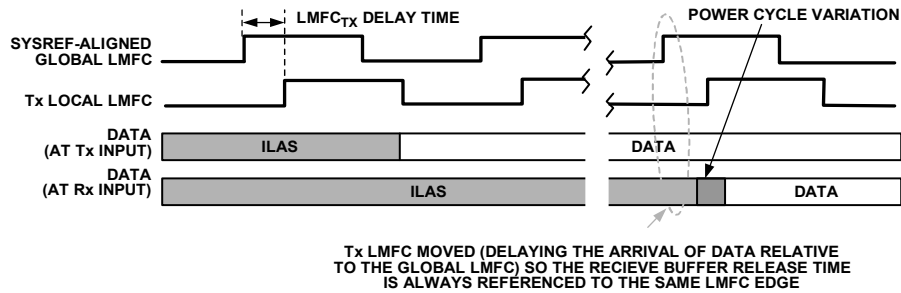 LMFCTX DELAY TIME
POWER CYCLE VARIATION
SYSREF-ALIGNED
GLOBAL LMFC
Tx LOCAL LMFC
DATA
(AT Tx INPUT)
ILAS
DATA
DATA
(AT Rx INPUT)
ILAS
DATA
Tx LMFC MOVED (DELAYING THE ARRIVAL OF DATA RELATIVE
TO THE GLOBAL LMFC) SO THE RECIEVE BUFFER RELEASE TIME
IS ALWAYS REFERENCED TO THE SAME LMFC EDGE